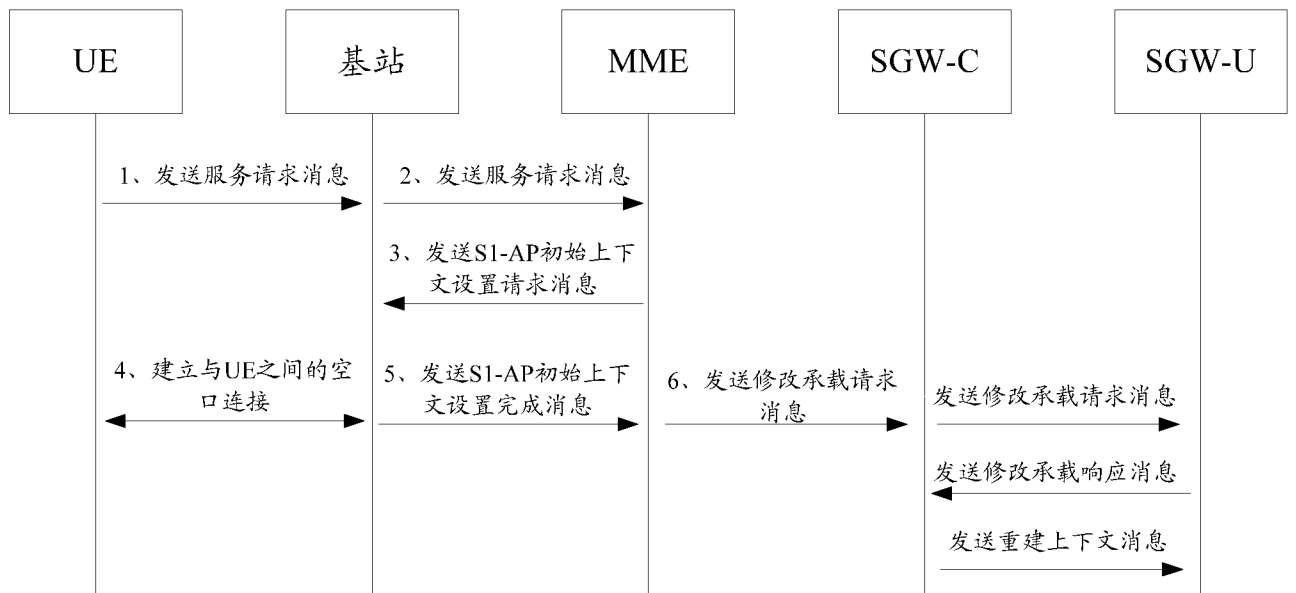 UE
基站
MME
SGW-C
SGW-U
1、发送服务请求消息
2、发送服务请求消息
3、发送S1-AP初始上下
文设置请求消息
4、建立与UE之间的空
口连接
5、发送S1-AP初始上下
文设置完成消息
6、发送修改承载请求
消息
发送修改承载请求消息
发送修改承载响应消息
发送重建上下文消息